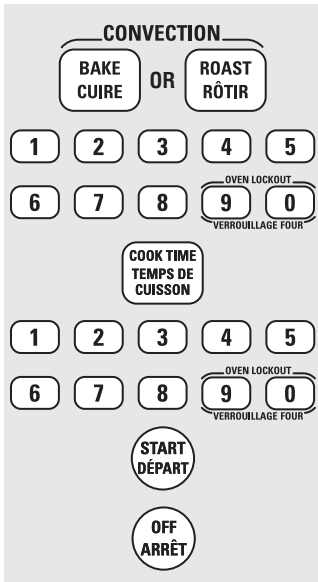 CONVECTION
BAKE OR ROAST
CUIRE RÔTIR
1 2 3 4 5
OVEN LOCKOUT
6 7 8 9 0
VERROUILLAGE FOUR
COOK TIME
TEMPS DE
CUISSON
1 2 3 4 5
OVEN LOCKOUT
6 7 8 9 0
VERROUILLAGE FOUR
START
DÉPART
OFF
ARRÊT